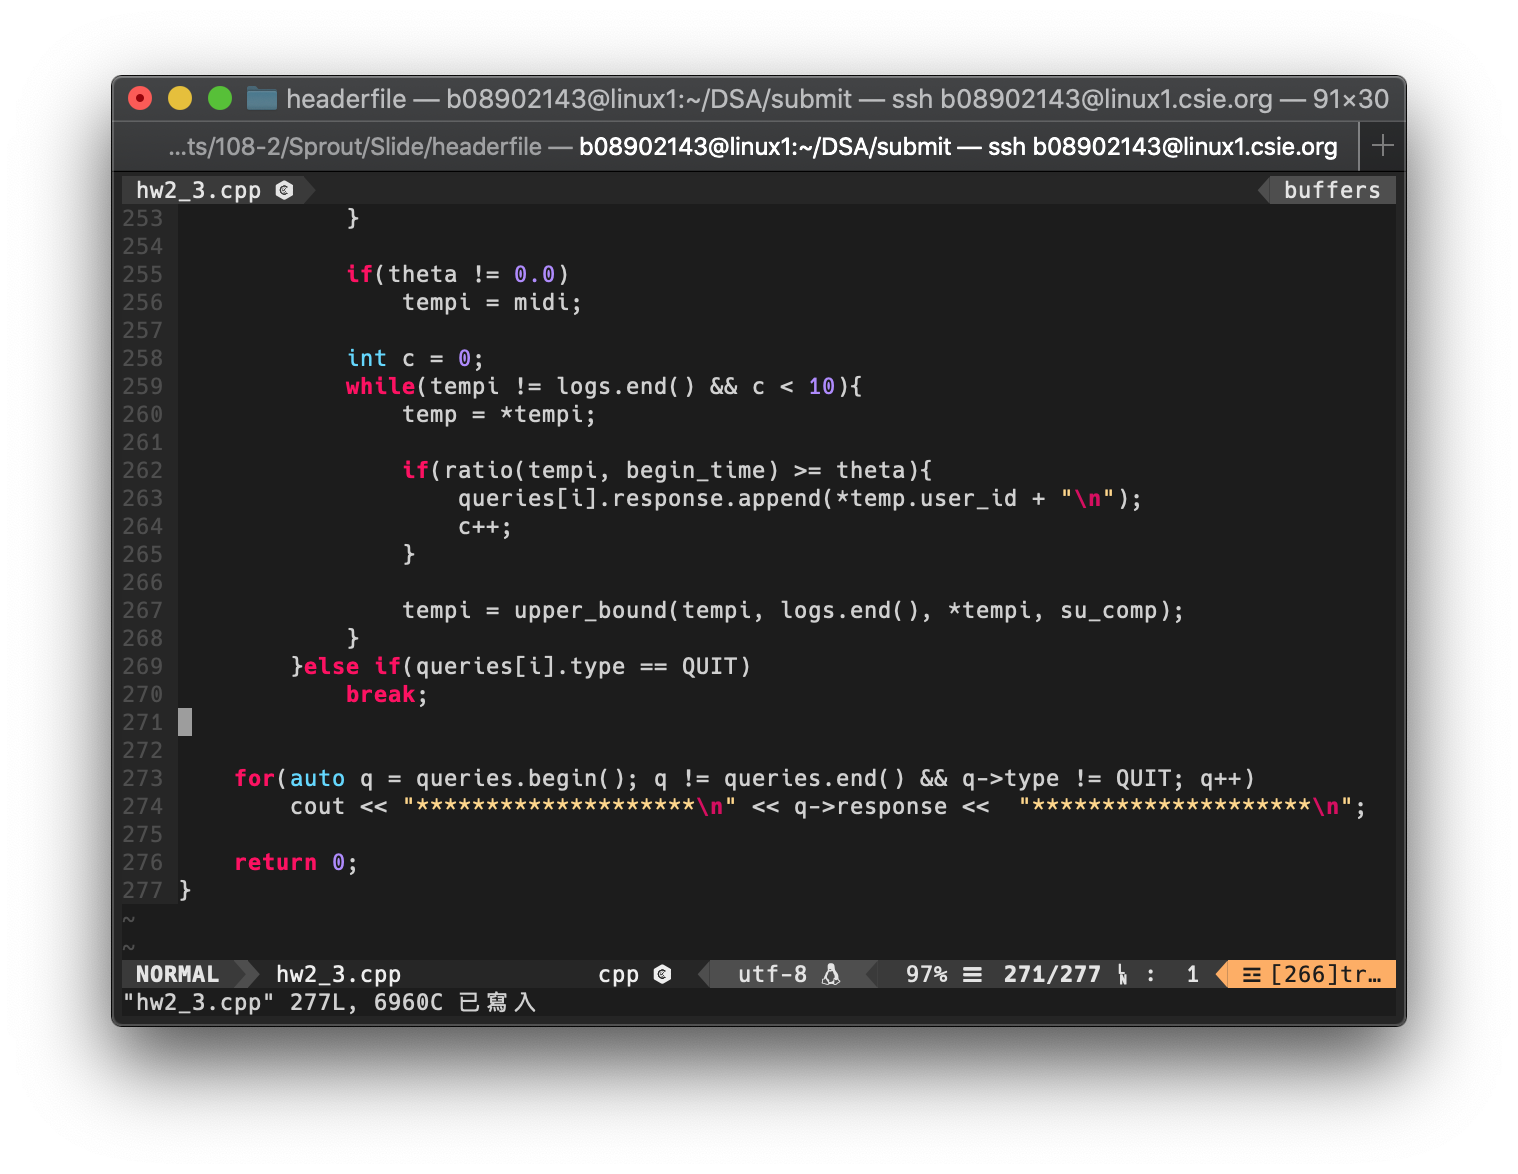 headerfile — b08902143@linux1:~/DSA/submit — ssh b08902143@linux1.csie.org — 91×30
...ts/108-2/Sprout/Slide/headerfile — b08902143@linux1:~/DSA/submit — ssh b08902143@linux1.csie.org +
hw2_3.cpp buffers
253             }
254
255             if(theta != 0.0)
256                 tempi = midi;
257
258             int c = 0;
259             while(tempi != logs.end() && c < 10){
260                 temp = *tempi;
261
262                 if(ratio(tempi, begin_time) >= theta){
263                     queries[i].response.append(*temp.user_id + "\n");
264                     c++;
265                 }
266
267                 tempi = upper_bound(tempi, logs.end(), *tempi, su_comp);
268             }
269         }else if(queries[i].type == QUIT)
270             break;
271
272
273     for(auto q = queries.begin(); q != queries.end() && q->type != QUIT; q++)
274         cout << "********************\n" << q->response <<  "********************\n";
275
276     return 0;
277 }
~
~
NORMAL hw2_3.cpp cpp utf-8 97% ☰ 271/277 LN : 1 ☲ [266]tr…
"hw2_3.cpp" 277L, 6960C 已寫入